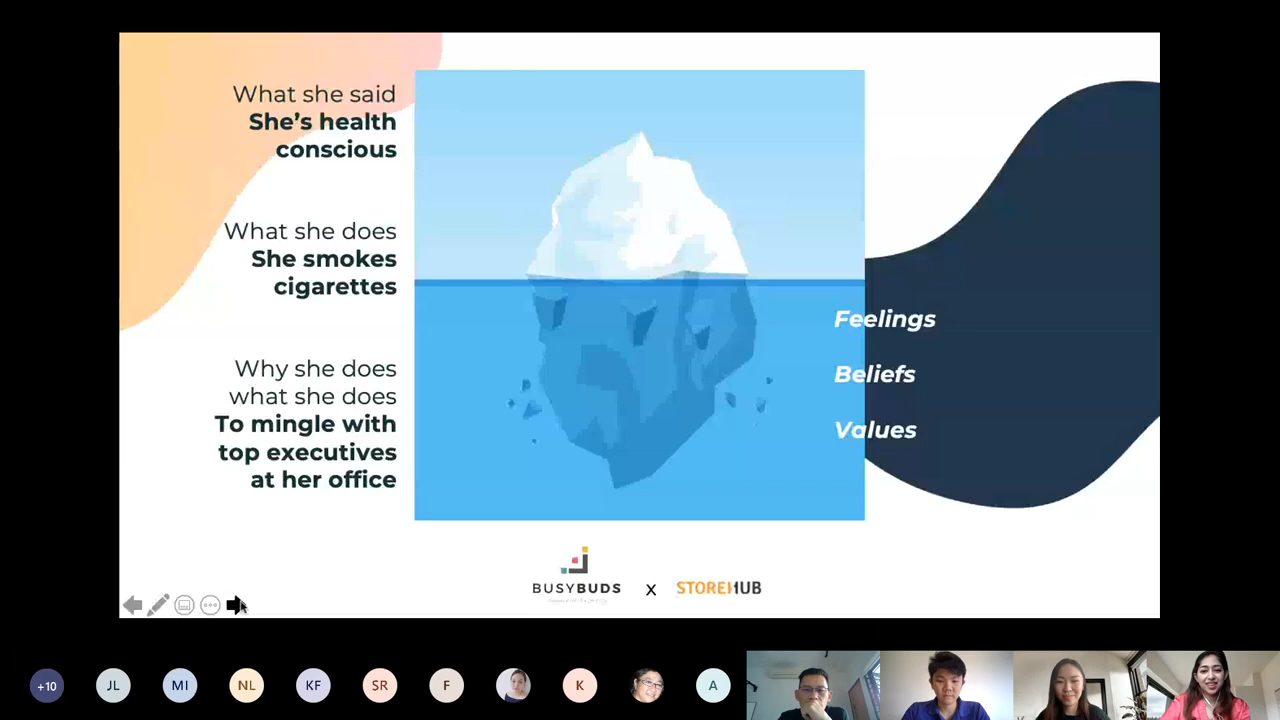 What she said
She's health
conscious
What she does
She smokes
cigarettes
Why she does
what she does
To mingle with
top executives
at her office
Feelings
Beliefs
Values
BUSYBUDS
x
STOREHUB
+10
JL
MI
NL
KF
SR
F
K
A